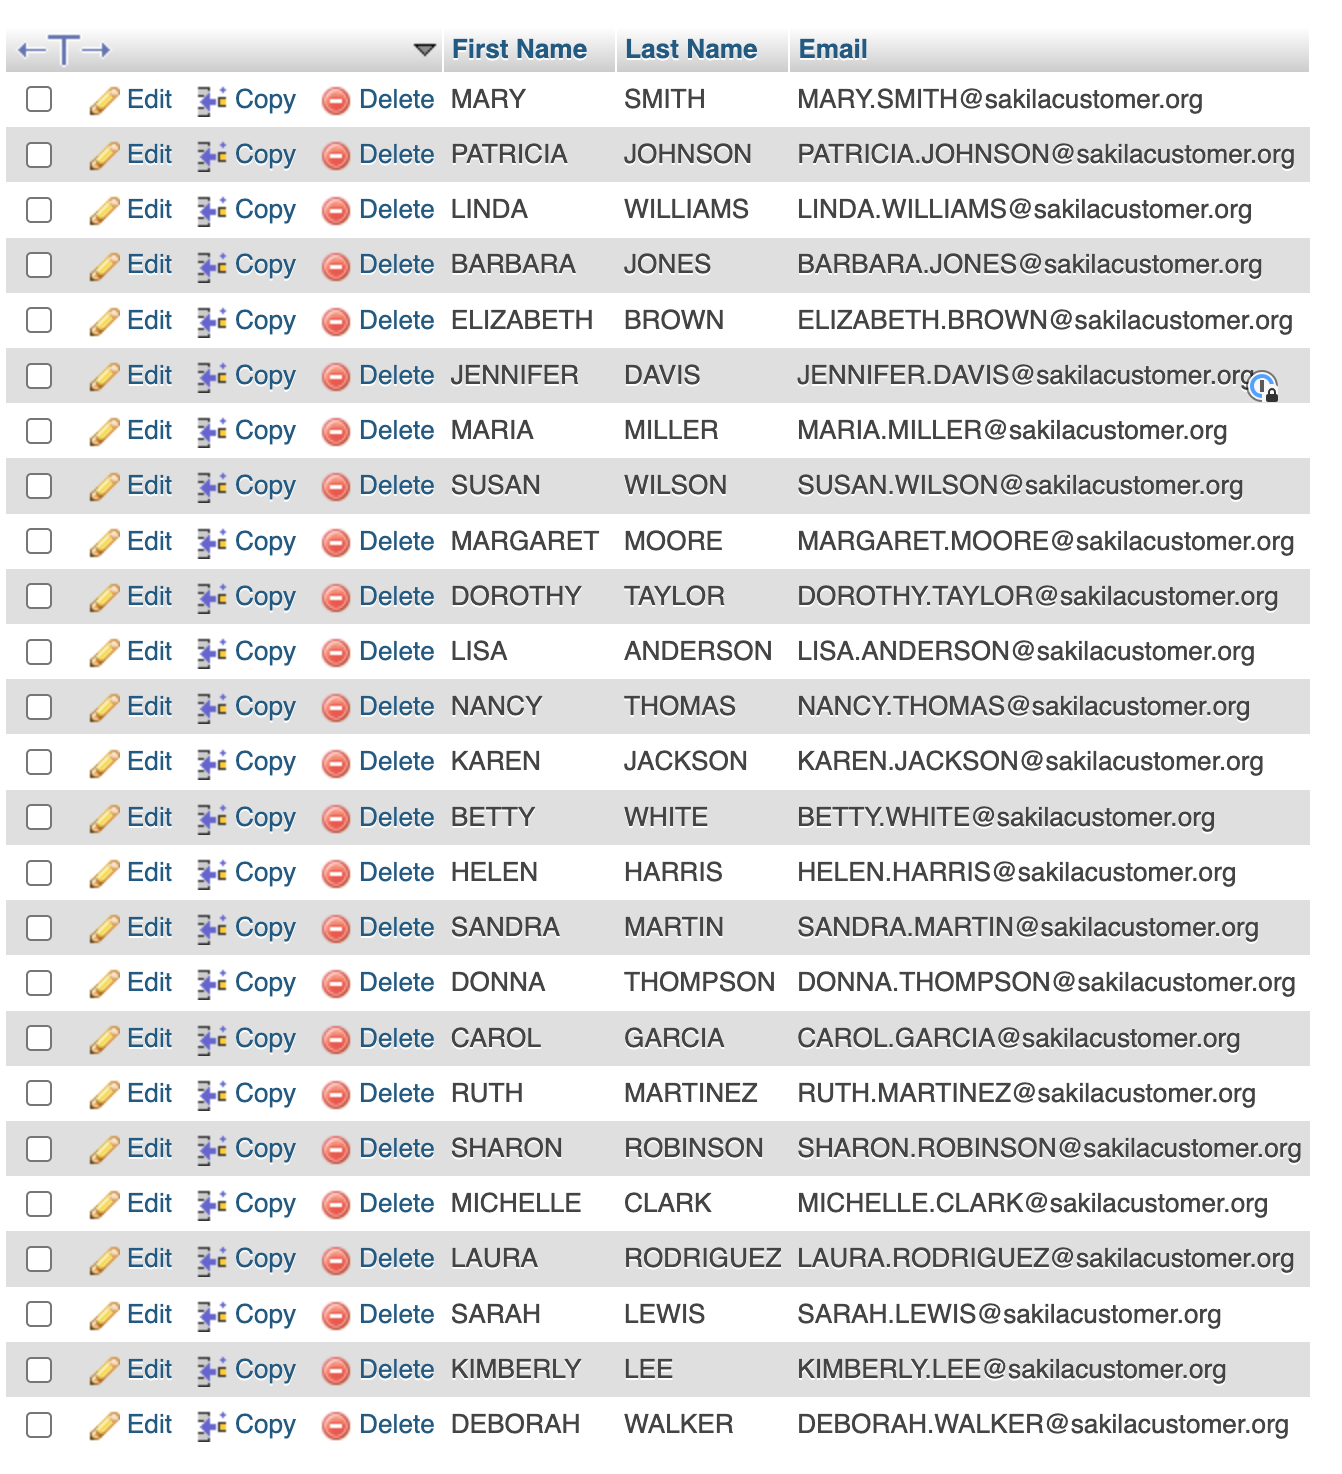 First Name Last Name Email
Edit Copy Delete MARY SMITH MARY.SMITH@sakilacustomer.org
Edit Copy Delete PATRICIA JOHNSON PATRICIA.JOHNSON@sakilacustomer.org
Edit Copy Delete LINDA WILLIAMS LINDA.WILLIAMS@sakilacustomer.org
Edit Copy Delete BARBARA JONES BARBARA.JONES@sakilacustomer.org
Edit Copy Delete ELIZABETH BROWN ELIZABETH.BROWN@sakilacustomer.org
Edit Copy Delete JENNIFER DAVIS JENNIFER.DAVIS@sakilacustomer.org
Edit Copy Delete MARIA MILLER MARIA.MILLER@sakilacustomer.org
Edit Copy Delete SUSAN WILSON SUSAN.WILSON@sakilacustomer.org
Edit Copy Delete MARGARET MOORE MARGARET.MOORE@sakilacustomer.org
Edit Copy Delete DOROTHY TAYLOR DOROTHY.TAYLOR@sakilacustomer.org
Edit Copy Delete LISA ANDERSON LISA.ANDERSON@sakilacustomer.org
Edit Copy Delete NANCY THOMAS NANCY.THOMAS@sakilacustomer.org
Edit Copy Delete KAREN JACKSON KAREN.JACKSON@sakilacustomer.org
Edit Copy Delete BETTY WHITE BETTY.WHITE@sakilacustomer.org
Edit Copy Delete HELEN HARRIS HELEN.HARRIS@sakilacustomer.org
Edit Copy Delete SANDRA MARTIN SANDRA.MARTIN@sakilacustomer.org
Edit Copy Delete DONNA THOMPSON DONNA.THOMPSON@sakilacustomer.org
Edit Copy Delete CAROL GARCIA CAROL.GARCIA@sakilacustomer.org
Edit Copy Delete RUTH MARTINEZ RUTH.MARTINEZ@sakilacustomer.org
Edit Copy Delete SHARON ROBINSON SHARON.ROBINSON@sakilacustomer.org
Edit Copy Delete MICHELLE CLARK MICHELLE.CLARK@sakilacustomer.org
Edit Copy Delete LAURA RODRIGUEZ LAURA.RODRIGUEZ@sakilacustomer.org
Edit Copy Delete SARAH LEWIS SARAH.LEWIS@sakilacustomer.org
Edit Copy Delete KIMBERLY LEE KIMBERLY.LEE@sakilacustomer.org
Edit Copy Delete DEBORAH WALKER DEBORAH.WALKER@sakilacustomer.org